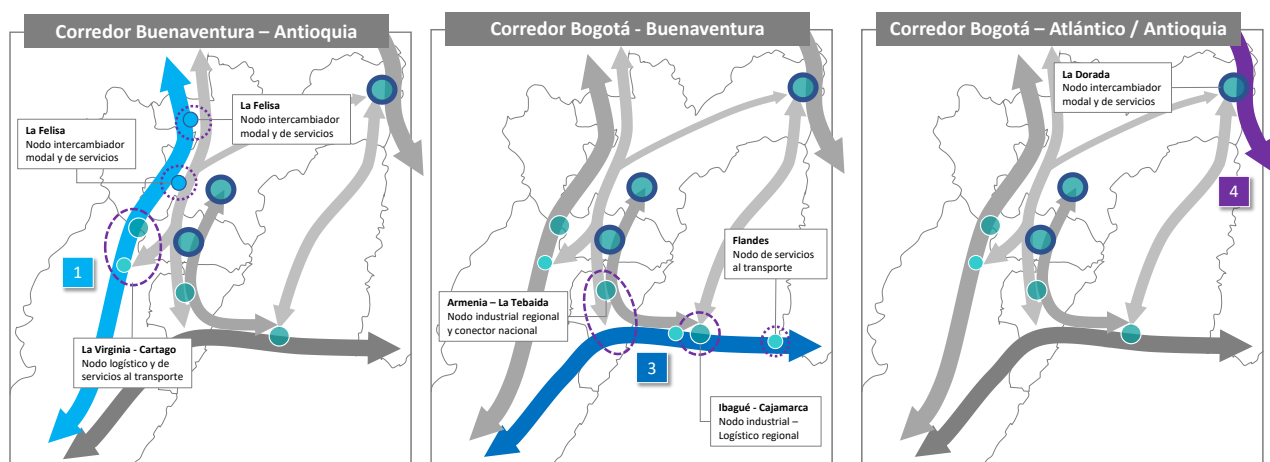 Corredor Buenaventura – Antioquia
La Felisa
Nodo intercambiador
modal y de servicios
La Felisa
Nodo intercambiador
modal y de servicios
1
La Virginia - Cartago
Nodo logístico y de
servicios al transporte
Corredor Bogotá - Buenaventura
Flandes
Nodo de servicios
al transporte
Armenia – La Tebaida
Nodo industrial regional
y conector nacional
3
Ibagué - Cajamarca
Nodo industrial –
Logístico regional
Corredor Bogotá – Atlántico / Antioquia
La Dorada
Nodo intercambiador
modal y de servicios
4